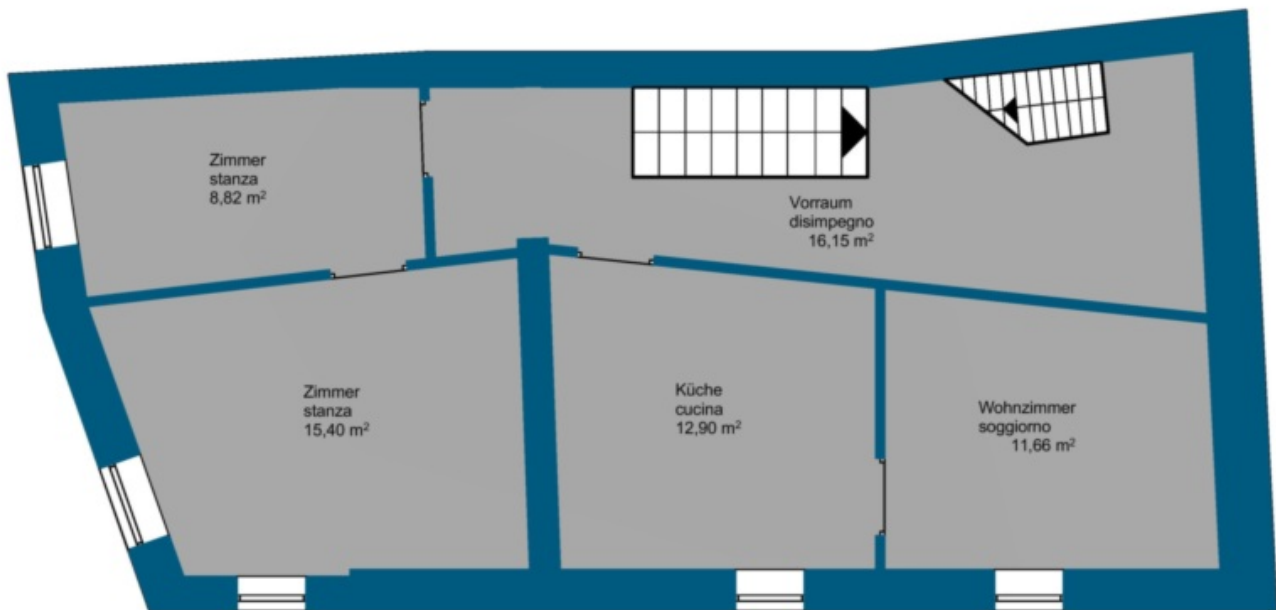 Zimmer
stanza
8,82 m²
Vorraum
disimpegno
16,15 m²
Zimmer
stanza
15,40 m²
Küche
cucina
12,90 m²
Wohnzimmer
soggiorno
11,66 m²